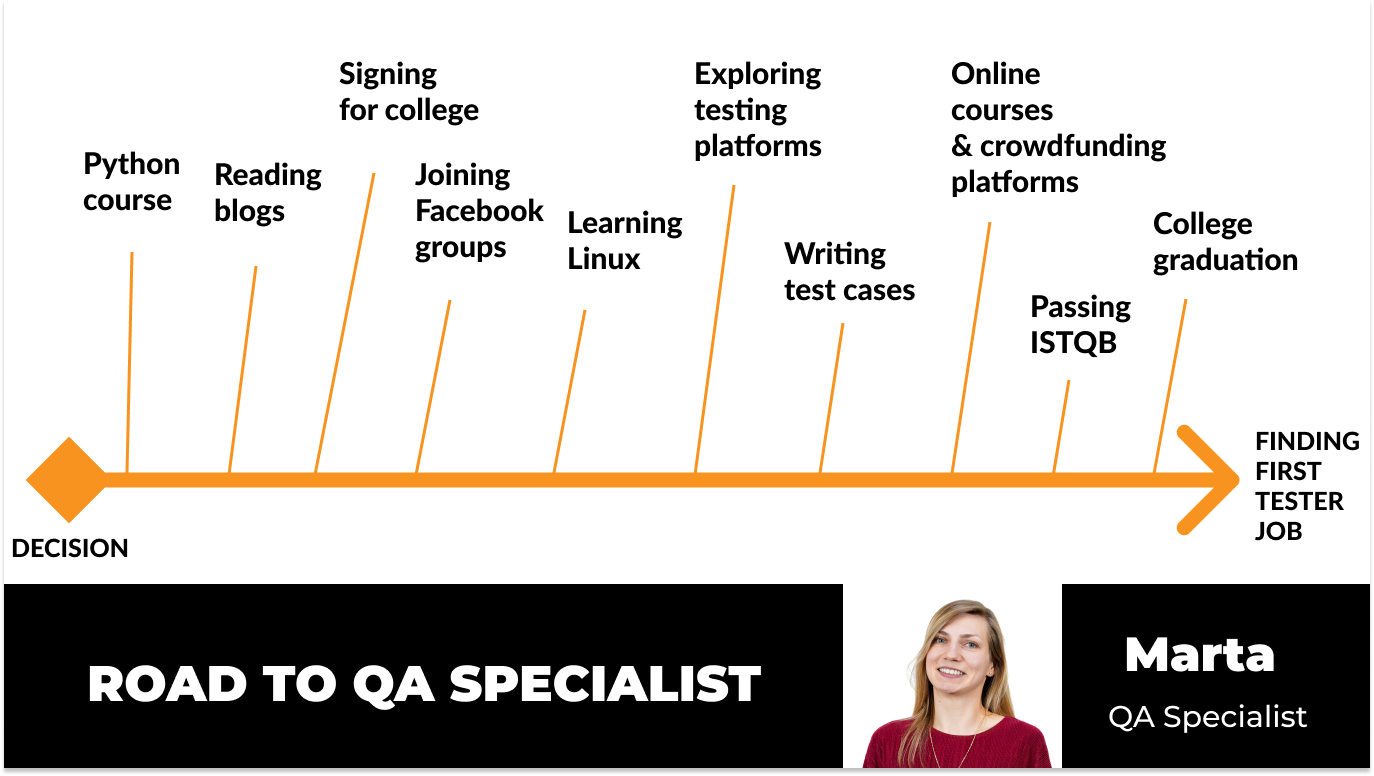 Python
course
Reading
blogs
Signing
for college
Joining
Facebook
groups
Learning
Linux
Exploring
testing
platforms
Writing
test cases
Online
courses
& crowdfunding
platforms
Passing
ISTQB
College
graduation
DECISION
FINDING
FIRST
TESTER
JOB
ROAD TO QA SPECIALIST
Marta
QA Specialist